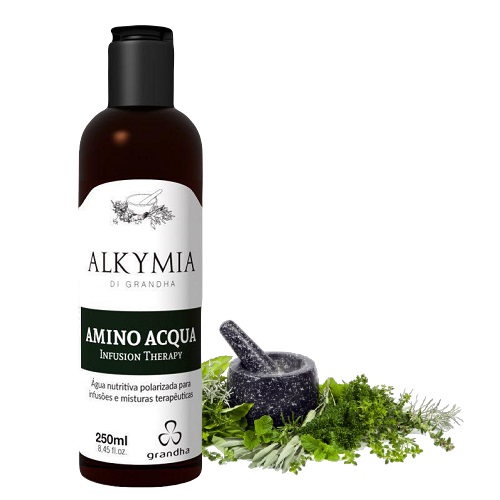 ALKYMIA
DI GRANDHA
AMINO ACQUA
INFUSION THERAPY
Água nutritiva polarizada para
infusões e misturas terapêuticas
250ml
8,45 fl.oz.
grandha